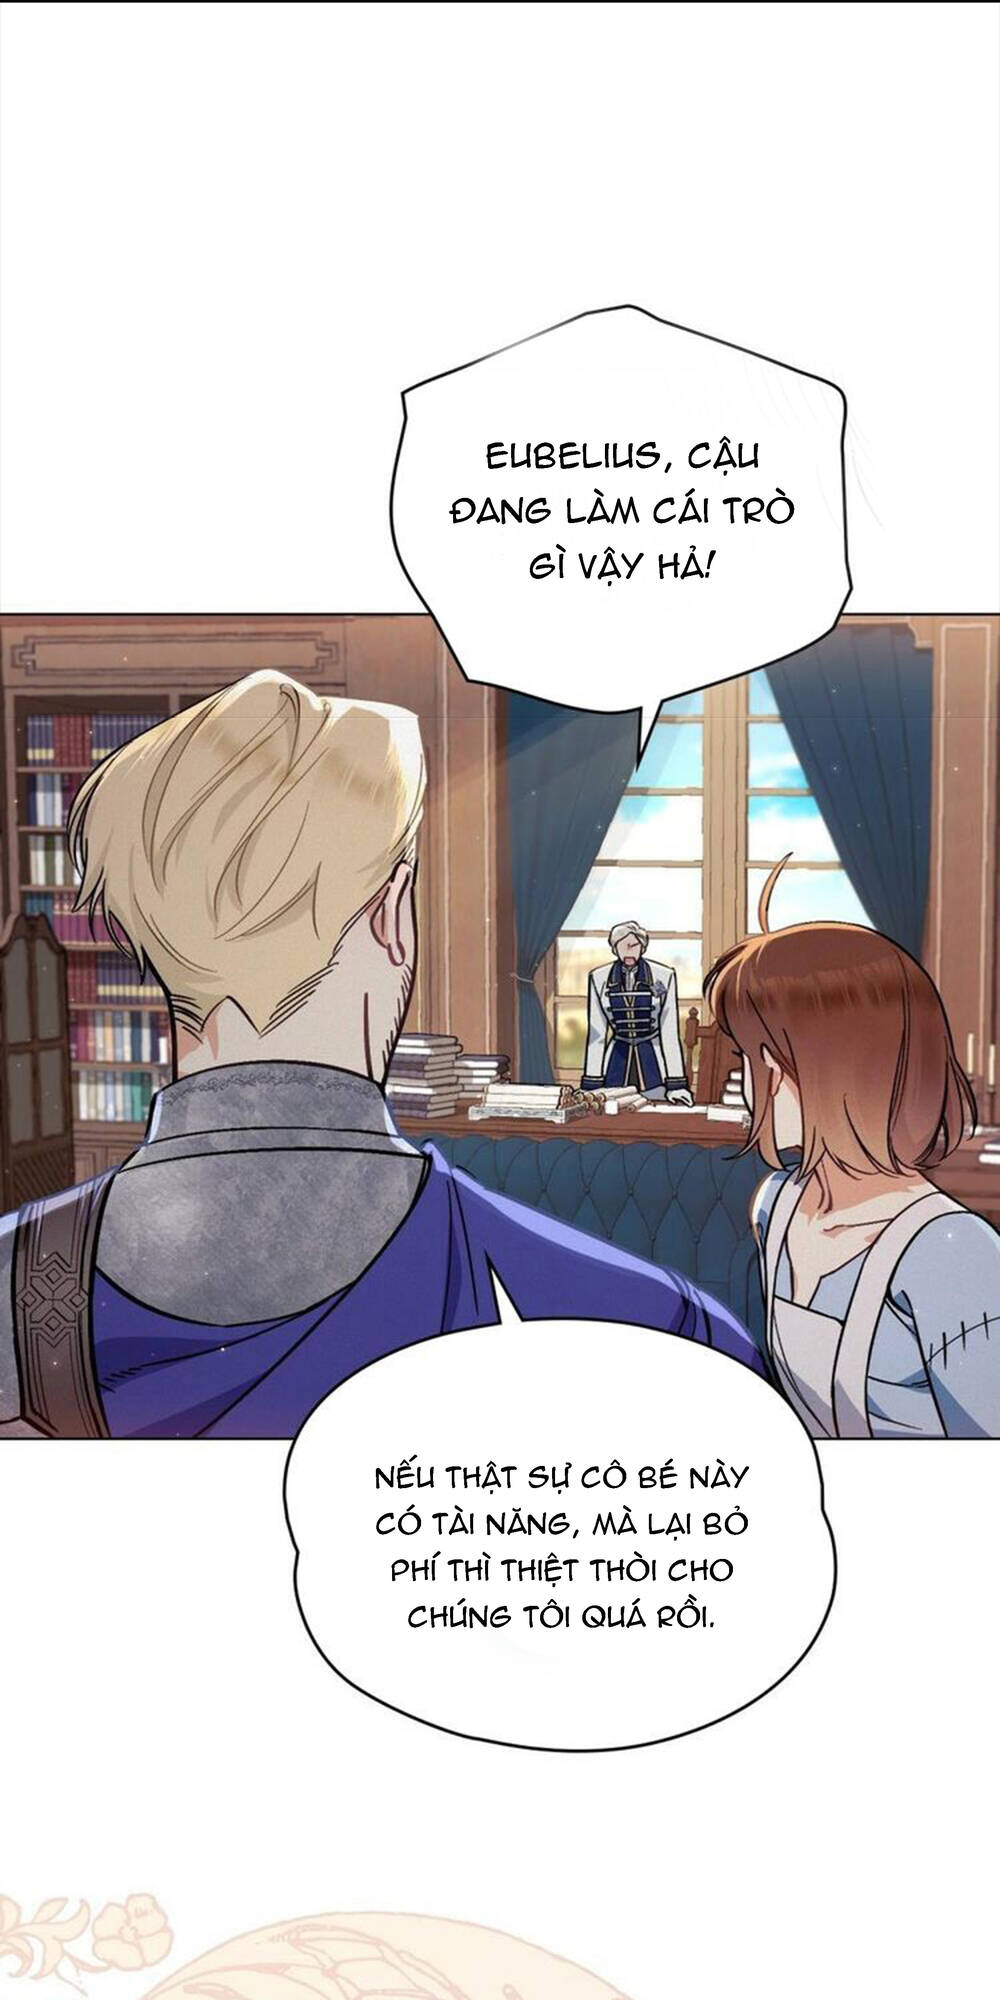 EUBELIUS, CẬU
ĐANG LÀM CÁI TRÒ
GÌ VẬY HẢ!
NẾU THẬT SỰ CÔ BÉ NÀY
CÓ TÀI NĂNG, MÀ LẠI BỎ
PHÍ THÌ THIỆT THÒI CHO
CHÚNG TÔI QUÁ RỒI.